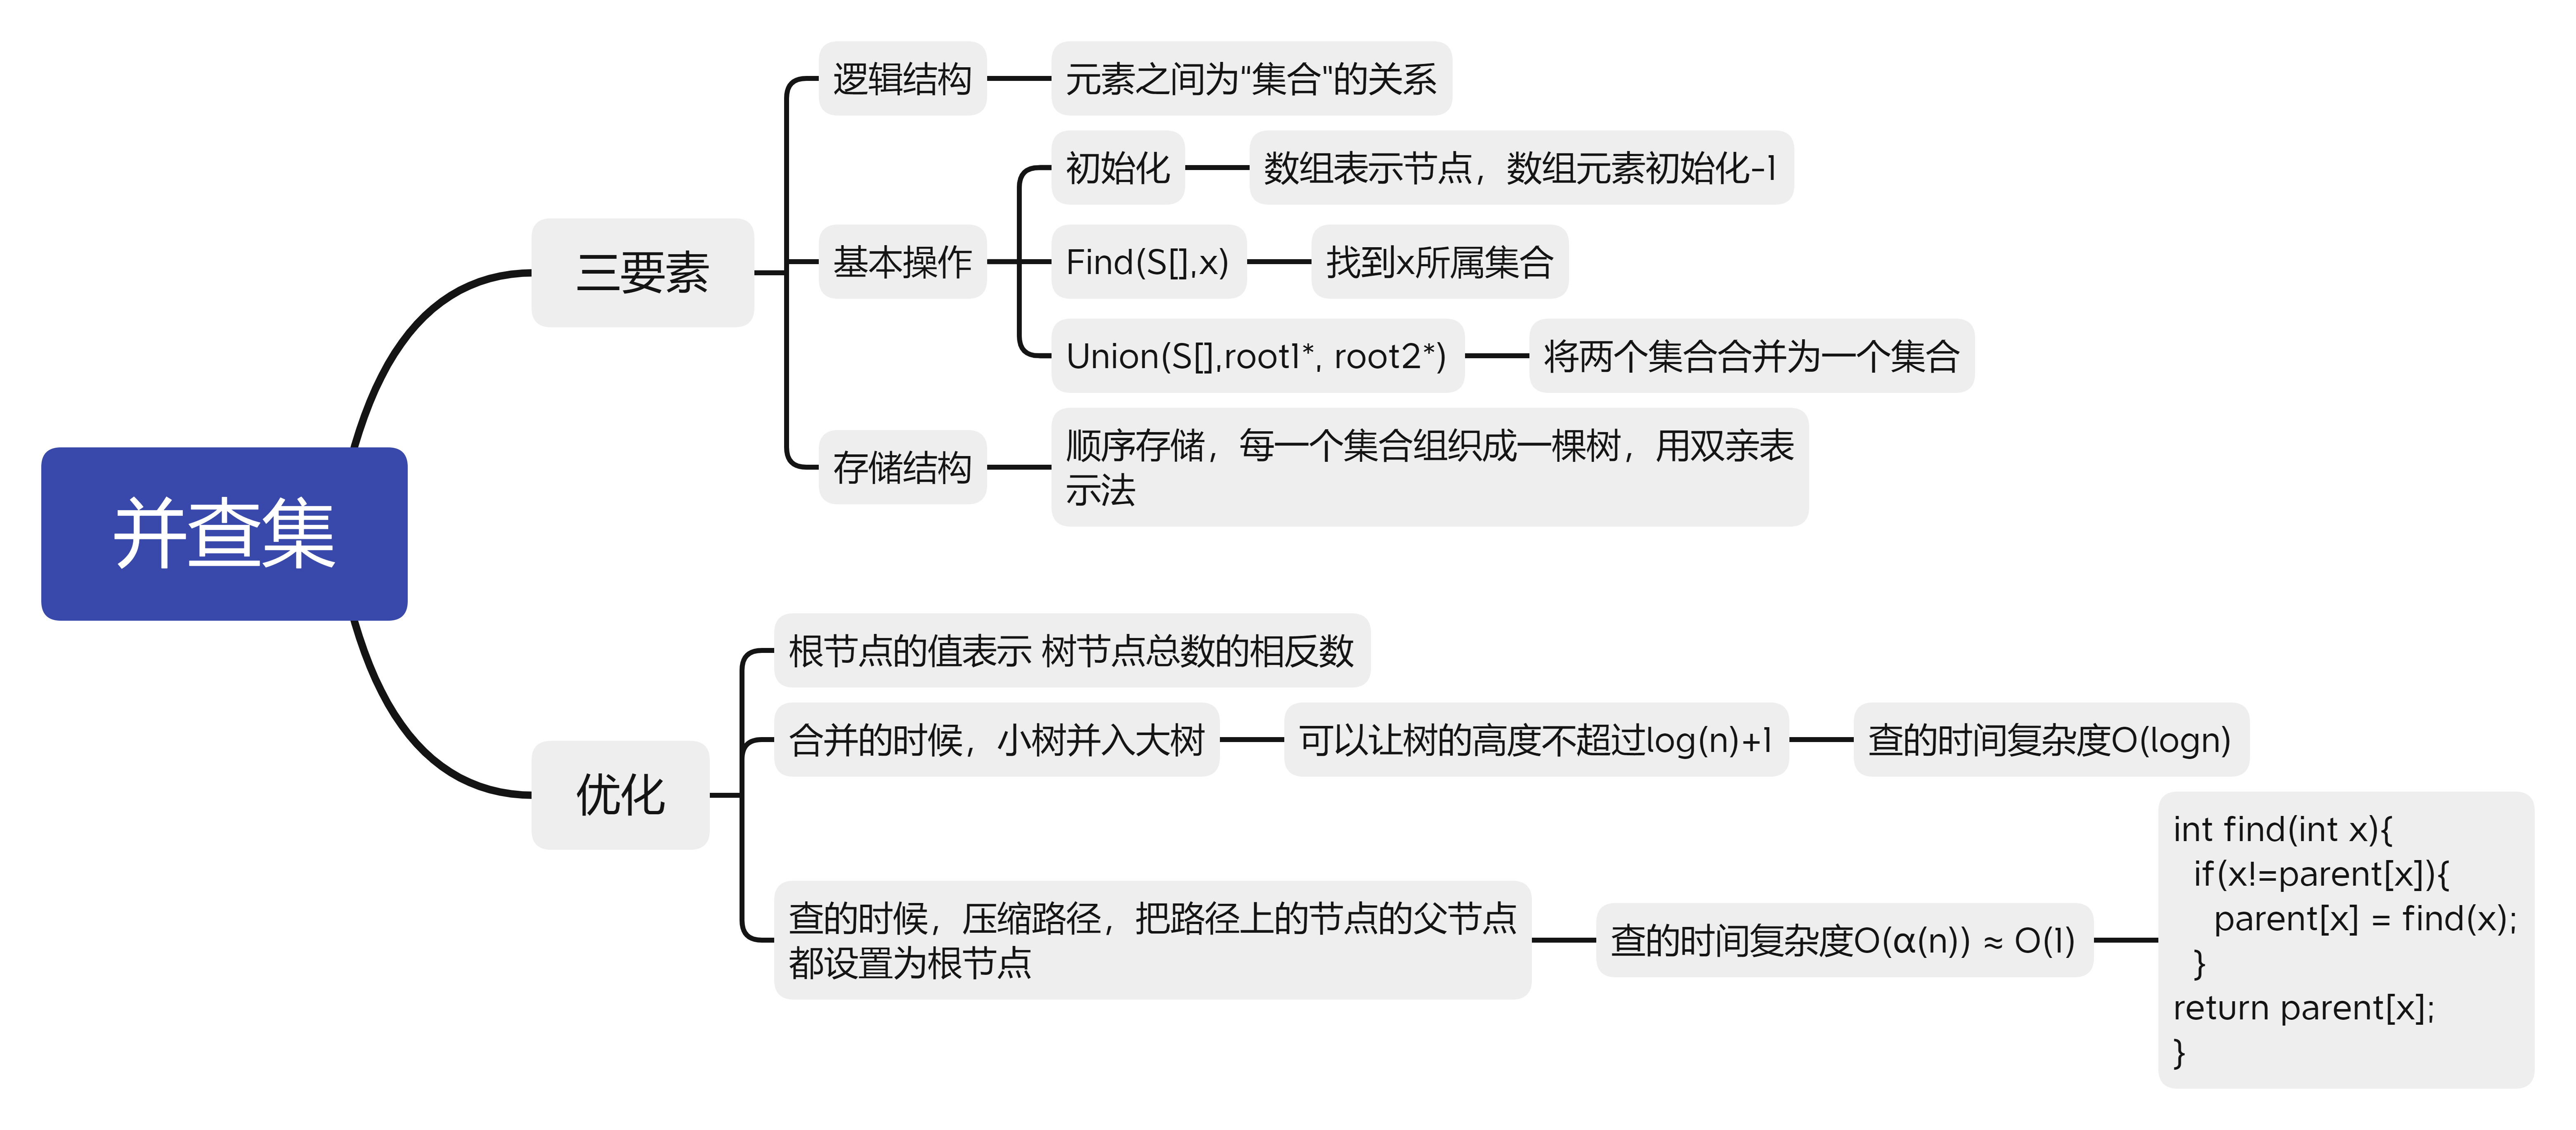 并查集
三要素
逻辑结构
元素之间为“集合"的关系
基本操作
初始化
数组表示节点，数组元素初始化-1
Find(S[],x)
找到x所属集合
Union(S[],root1*, root2*)
将两个集合合并为一个集合
存储结构
顺序存储，每一个集合组织成一棵树，用双亲表
示法
优化
根节点的值表示 树节点总数的相反数
合并的时候，小树并入大树
可以让树的高度不超过log(n)+1
查的时间复杂度O(logn)
查的时候，压缩路径，把路径上的节点的父节点
都设置为根节点
查的时间复杂度O(α(n)) ≈ O(1)
int find(int x){
  if(x!=parent[x]){
    parent[x] = find(x);
  }
return parent[x];
}